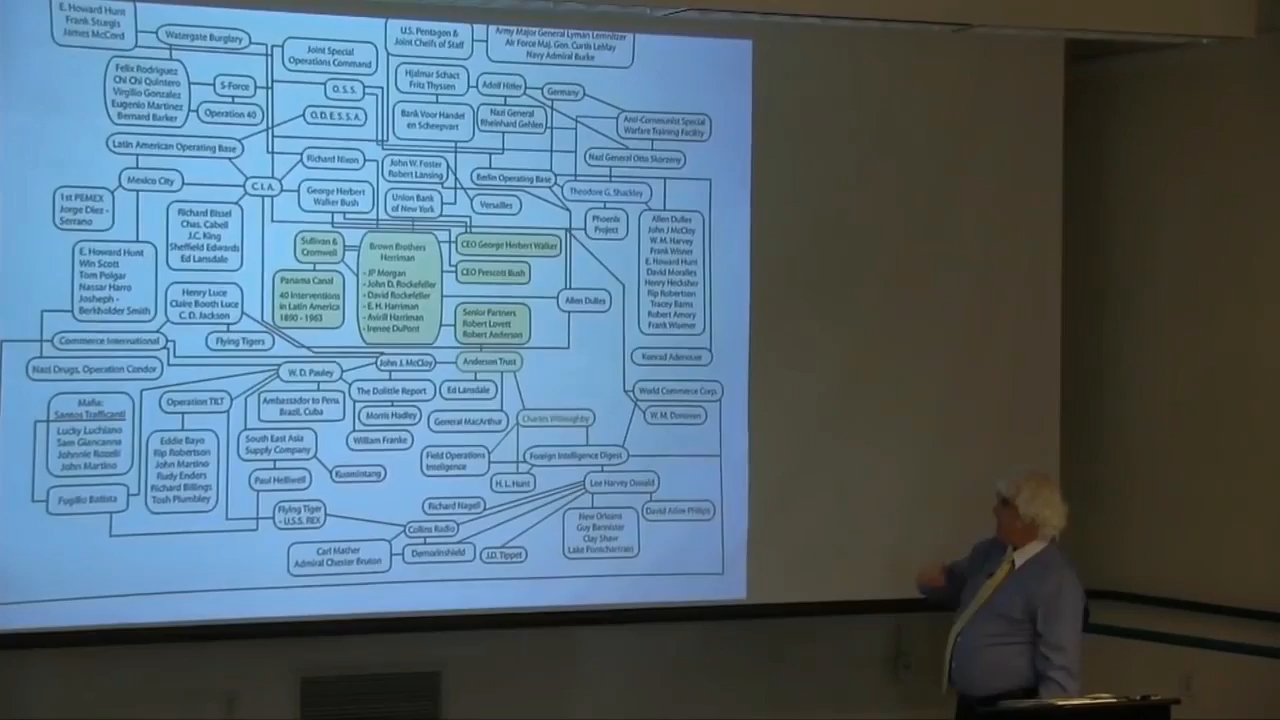 E. Howard Hunt
Frank Sturgis
James McCord
Watergate Burglary
Joint Special
Operations Command
U.S. Pentagon &
Joint Cheifs of Staff
Army Major General Lyman Lemnitzer
Air Force Maj. Gen. Curtis LeMay
Navy Admiral Burke
Felix Rodriguez
Chi Chi Quintero
Virgilio Gonzalez
Eugenio Martinez
Bernard Barker
S-Force
Operation 40
O.S.S.
O.D.E.S.S.A.
Hjalmar Schact
Fritz Thyssen
Adolf Hitler
Germany
Bank Voor Handel
en Scheepvart
Nazi General
Rheinhard Gehlen
Anti-Communist Special
Warfare Training Facility
Nazi General Otto Skorzeny
Latin American Operating Base
Richard Nixon
John W. Foster
Robert Lansing
Berlin Operating Base
Theodore G. Shackley
Mexico City
C.I.A.
George Herbert
Walker Bush
Union Bank
of New York
Versailles
Phoenix
Project
1st PEMEX
Jorge Diez -
Serrano
Richard Bissel
Chas. Cabell
J.C. King
Sheffield Edwards
Ed Lansdale
Allen Dulles
John J McCloy
W. M. Harvey
Frank Wisner
E. Howard Hunt
David Moralles
Henry Hecksher
Rip Robertson
Tracey Barns
Robert Amory
Frank Wisener
Sullivan &
Cromwell
Brown Brothers
Herriman
- JP Morgan
- John D. Rockefeller
- David Rockefeller
- E. H. Harriman
- Avirill Harriman
- Irenee DuPont
CEO George Herbert Walker
CEO Prescott Bush
Panama Canal
40 Interventions
in Latin America
1890 - 1963
E. Howard Hunt
Win Scott
Tom Polgar
Nassar Harro
Josheph -
Berkholder Smith
Henry Luce
Claire Booth Luce
C. D. Jackson
Allen Dulles
Senior Partners
Robert Lovett
Robert Anderson
Commerce International
Flying Tigers
Konrad Adenouer
Nazi Drugs, Operation Condor
W. D. Pauley
John J. McCloy
Anderson Trust
Mafia:
Santos Trafficanti
Lucky Luchiano
Sam Giancanna
Johnnie Rozelli
John Martino
Operation TILT
Ambassador to Peru,
Brazil, Cuba
The Dolittle Report
Ed Lansdale
World Commerce Corp.
Morris Hadley
General MacArthur
Charles Willoughby
W. M. Donovan
Eddie Bayo
Rip Robertson
John Martino
Rudy Enders
Richard Billings
Tosh Plumbley
South East Asia
Supply Company
William Franke
Field Operations
Inteligence
Foreign Intelligence Digest
Paul Helliwell
Kuomintang
H. L. Hunt
Lee Harvey Oswald
Fugilio Batista
Flying Tiger
- U.S.S. REX
Richard Nagell
David Atlee Philips
Collins Radio
New Orleans
Guy Bannister
Clay Shaw
Lake Pontchartrain
Carl Mather
Admiral Chester Bruton
Demorinshield
J.D. Tippet